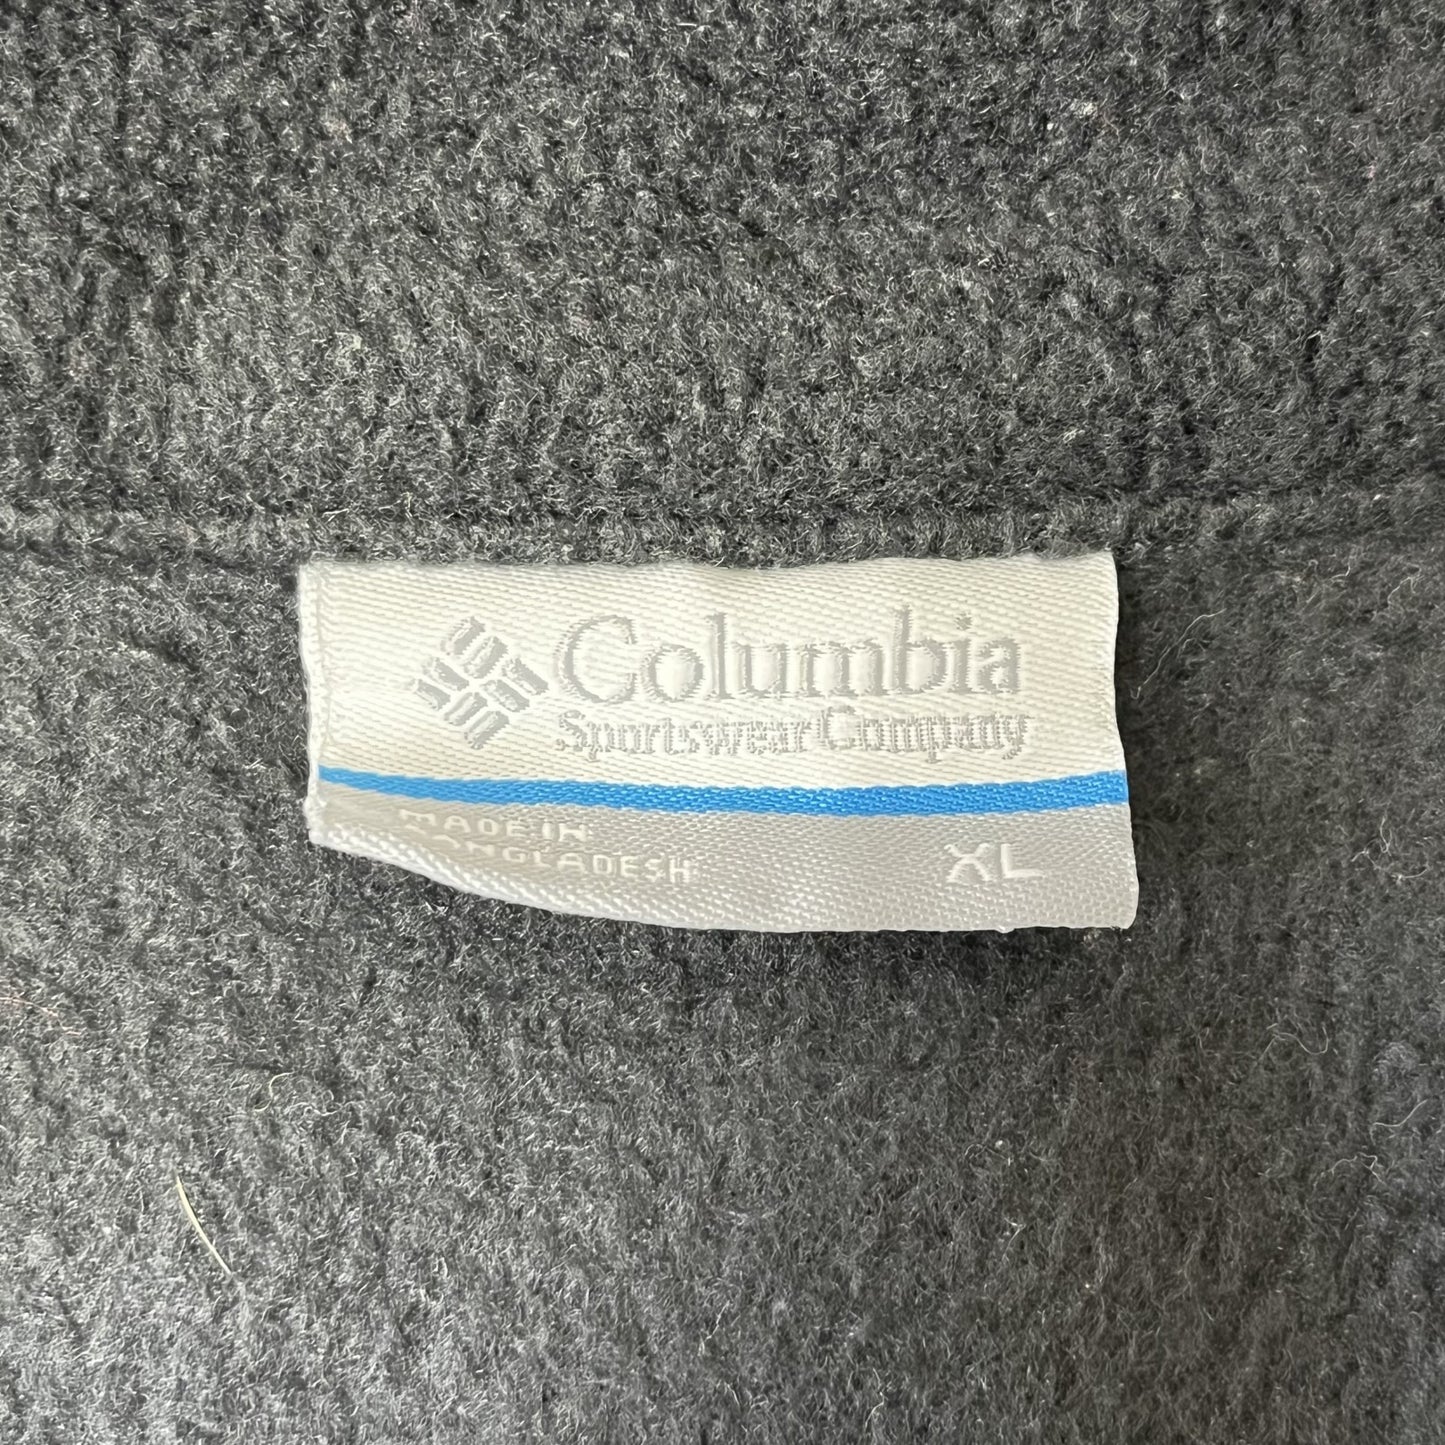 Columbia
Sportswear Company
MADE IN:
BANGLADESH
XL